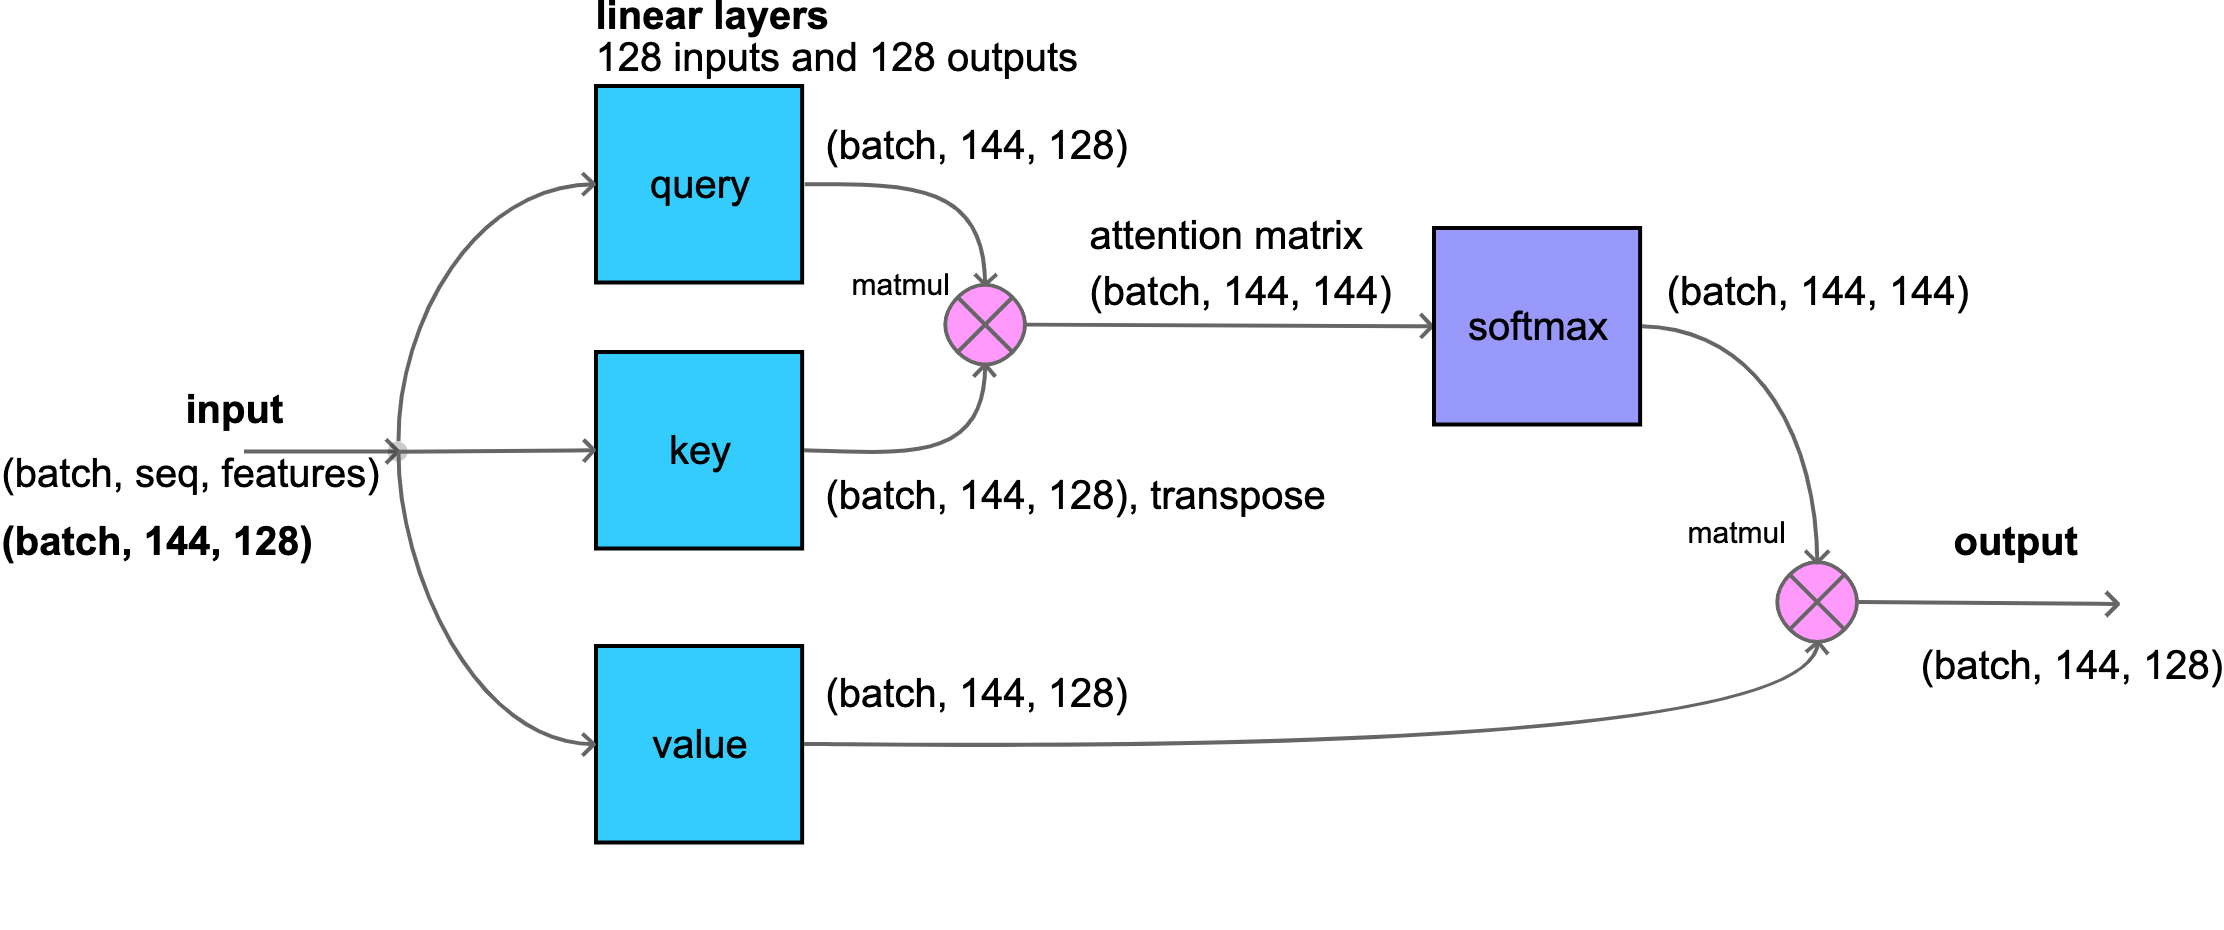 linear layers
128 inputs and 128 outputs
query
(batch, 144, 128)
matmul
attention matrix
(batch, 144, 144)
softmax
(batch, 144, 144)
input
(batch, seq, features)
(batch, 144, 128)
key
(batch, 144, 128), transpose
matmul
output
(batch, 144, 128)
value
(batch, 144, 128)